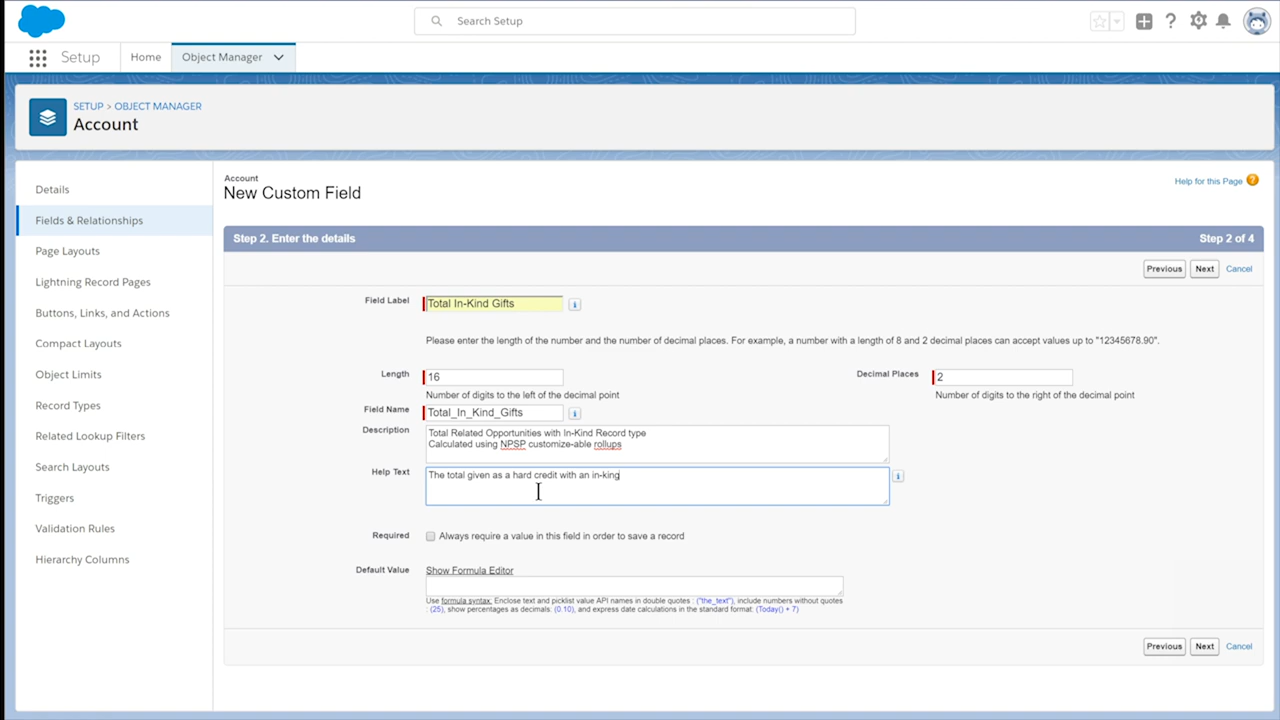 Search Setup
Setup
Home
Object Manager
SETUP > OBJECT MANAGER
Account
Details
Fields & Relationships
Page Layouts
Lightning Record Pages
Buttons, Links, and Actions
Compact Layouts
Object Limits
Record Types
Related Lookup Filters
Search Layouts
Triggers
Validation Rules
Hierarchy Columns
Account
New Custom Field
Help for this Page
Step 2. Enter the details
Step 2 of 4
Previous
Next
Cancel
Field Label
Total In-Kind Gifts
Please enter the length of the number and the number of decimal places. For example, a number with a length of 8 and 2 decimal places can accept values up to "12345678.90".
Length
16
Decimal Places
2
Number of digits to the left of the decimal point
Number of digits to the right of the decimal point
Field Name
Total_In_Kind_Gifts
Description
Total Related Opportunities with In-Kind Record type
Calculated using NPSP customize-able rollups
Help Text
The total given as a hard credit with an in-king
Required
Always require a value in this field in order to save a record
Default Value
Show Formula Editor
Use formula syntax: Enclose text and picklist value API names in double quotes : ("the_text"), include numbers without quotes
: (25), show percentages as decimals: (0.10), and express date calculations in the standard format: (Today() + 7)
Previous
Next
Cancel